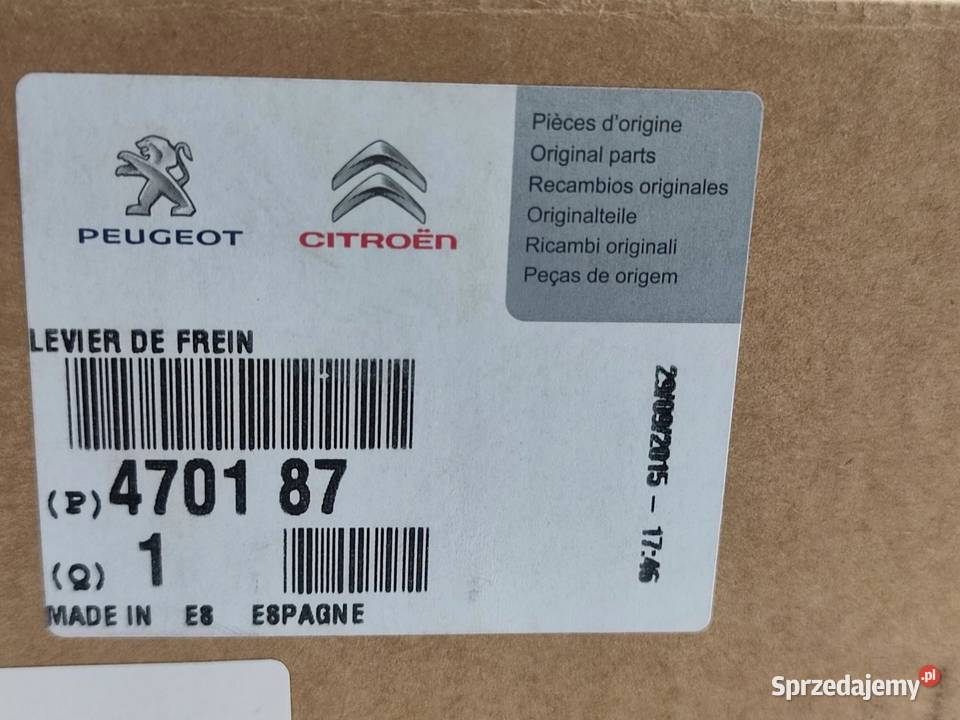 PEUGEOT
CITROËN
Pièces d'origine
Original parts
Recambios originales
Originalteile
Ricambi originali
Peças de origem
LEVIER DE FREIN
(P) 4701 87
(Q) 1
MADE IN ES ESPAGNE
29/09/2015 - 17:46
Sprzedajemy.pl